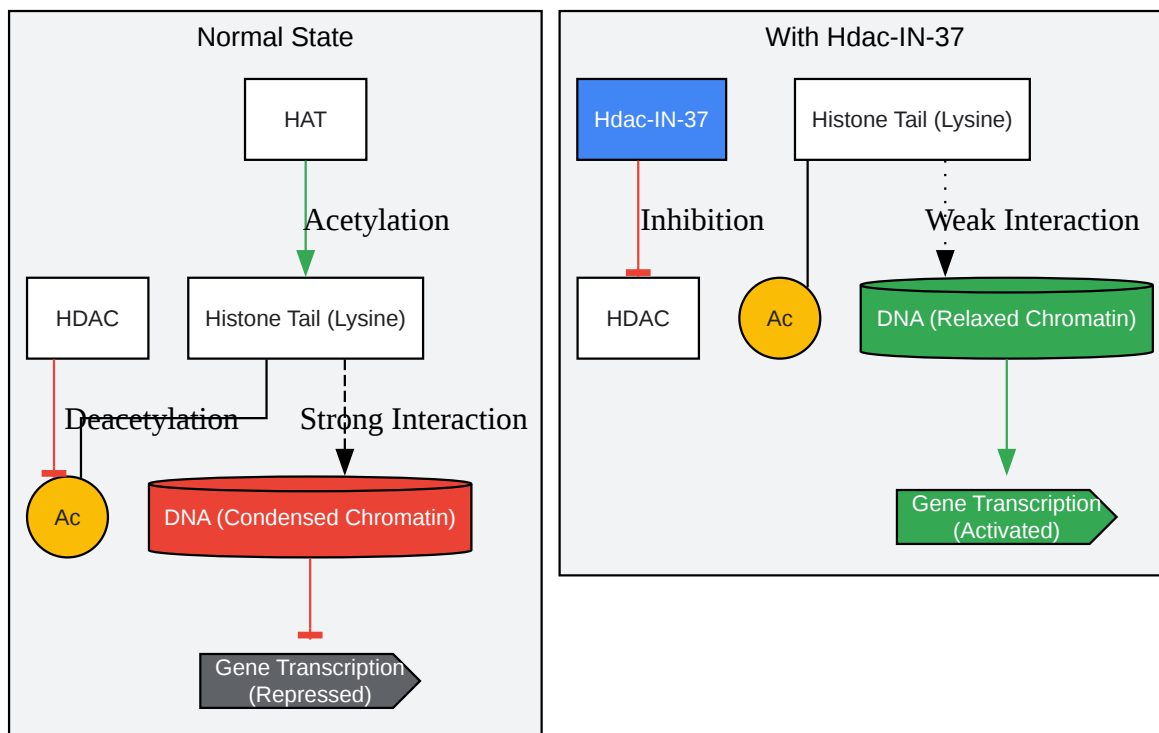 Normal State
HAT
Acetylation
HDAC
Histone Tail (Lysine)
Deacetylation
Strong Interaction
Ac
DNA (Condensed Chromatin)
Gene Transcription
(Repressed)
With Hdac-IN-37
Hdac-IN-37
Histone Tail (Lysine)
Inhibition
Weak Interaction
HDAC
Ac
DNA (Relaxed Chromatin)
Gene Transcription
(Activated)